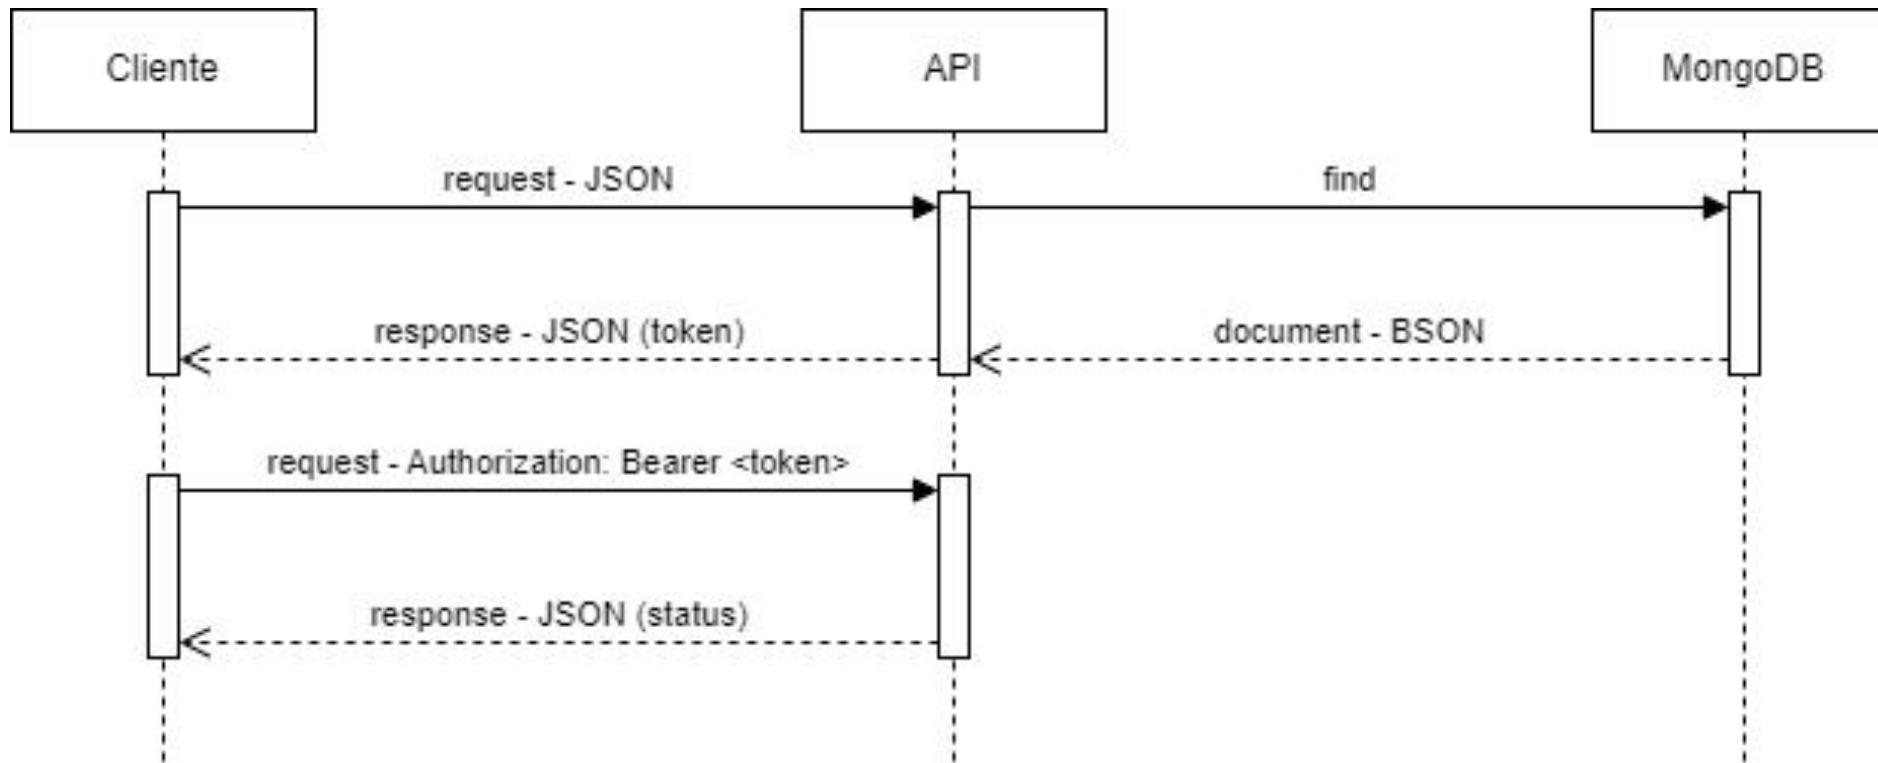 Cliente
API
MongoDB
request - JSON
find
response - JSON (token)
document - BSON
request - Authorization: Bearer <token>
response - JSON (status)